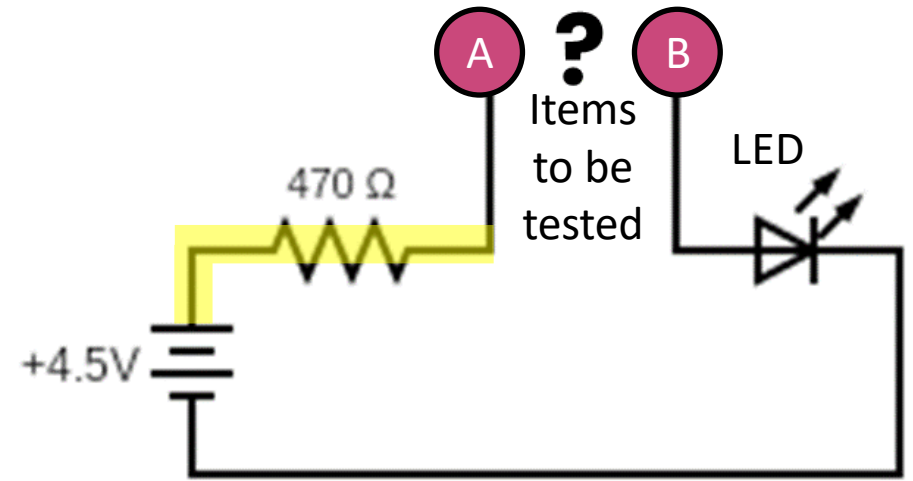 A ? B
Items
to be
tested
LED
470 Ω
+4.5V